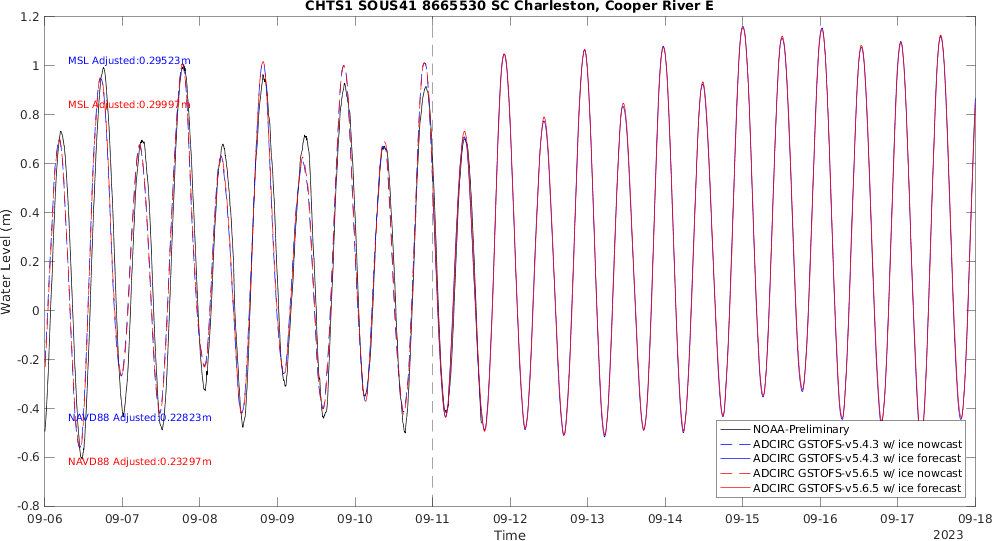 CHTS1 SOUS41 8665530 SC Charleston, Cooper River E
1.2
1
0.8
0.6
0.4
0.2
0
-0.2
-0.4
-0.6
-0.8
Water Level (m)
MSL Adjusted:0.29523m
MSL Adjusted:0.29997m
NAVD88 Adjusted:0.22823m
NAVD88 Adjusted:0.23297m
NOAA-Preliminary
ADCIRC GSTOFS-v5.4.3 w/ ice nowcast
ADCIRC GSTOFS-v5.4.3 w/ ice forecast
ADCIRC GSTOFS-v5.6.5 w/ ice nowcast
ADCIRC GSTOFS-v5.6.5 w/ ice forecast
09-06 09-07 09-08 09-09 09-10 09-11 09-12 09-13 09-14 09-15 09-16 09-17 09-18
Time
2023